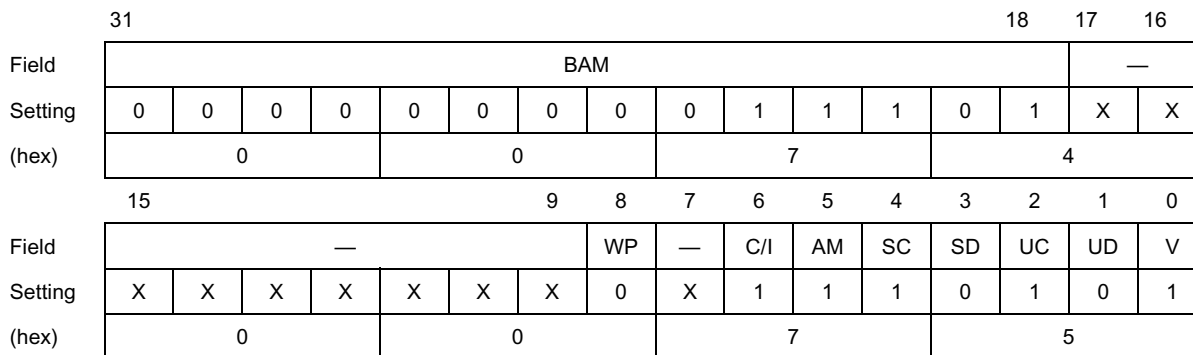 31 18 17 16
Field BAM —
Setting 0 0 0 0 0 0 0 0 0 1 1 1 0 1 X X
(hex) 0 0 7 4
15 9 8 7 6 5 4 3 2 1 0
Field — WP — C/I AM SC SD UC UD V
Setting X X X X X X X 0 X 1 1 1 0 1 0 1
(hex) 0 0 7 5